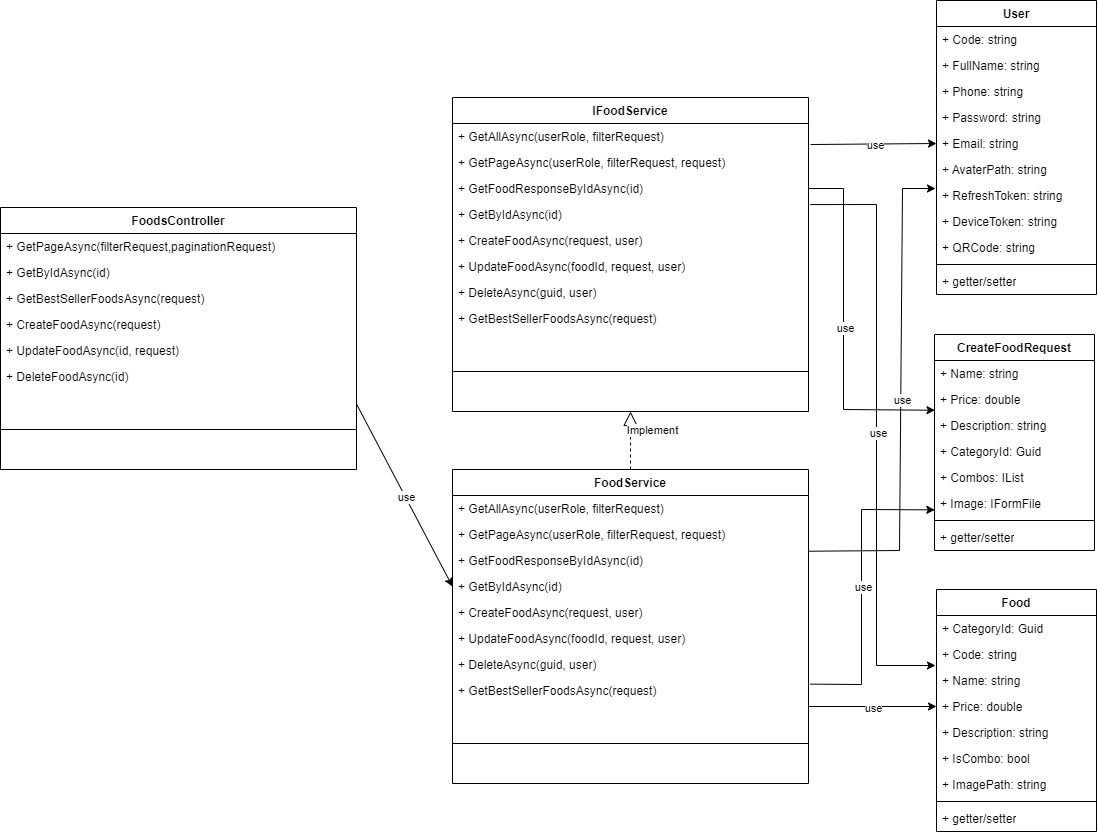 FoodsController
+ GetPageAsync(filterRequest,paginationRequest)
+ GetByIdAsync(id)
+ GetBestSellerFoodsAsync(request)
+ CreateFoodAsync(request)
+ UpdateFoodAsync(id, request)
+ DeleteFoodAsync(id)
use
IFoodService
+ GetAllAsync(userRole, filterRequest)
+ GetPageAsync(userRole, filterRequest, request)
+ GetFoodResponseByIdAsync(id)
+ GetByIdAsync(id)
+ CreateFoodAsync(request, user)
+ UpdateFoodAsync(foodId, request, user)
+ DeleteAsync(guid, user)
+ GetBestSellerFoodsAsync(request)
Implement
FoodService
+ GetAllAsync(userRole, filterRequest)
+ GetPageAsync(userRole, filterRequest, request)
+ GetFoodResponseByIdAsync(id)
+ GetByIdAsync(id)
+ CreateFoodAsync(request, user)
+ UpdateFoodAsync(foodId, request, user)
+ DeleteAsync(guid, user)
+ GetBestSellerFoodsAsync(request)
use
use
use
use
use
use
User
+ Code: string
+ FullName: string
+ Phone: string
+ Password: string
+ Email: string
+ AvaterPath: string
+ RefreshToken: string
+ DeviceToken: string
+ QRCode: string
+ getter/setter
CreateFoodRequest
+ Name: string
+ Price: double
+ Description: string
+ CategoryId: Guid
+ Combos: IList
+ Image: IFormFile
+ getter/setter
Food
+ CategoryId: Guid
+ Code: string
+ Name: string
+ Price: double
+ Description: string
+ IsCombo: bool
+ ImagePath: string
+ getter/setter